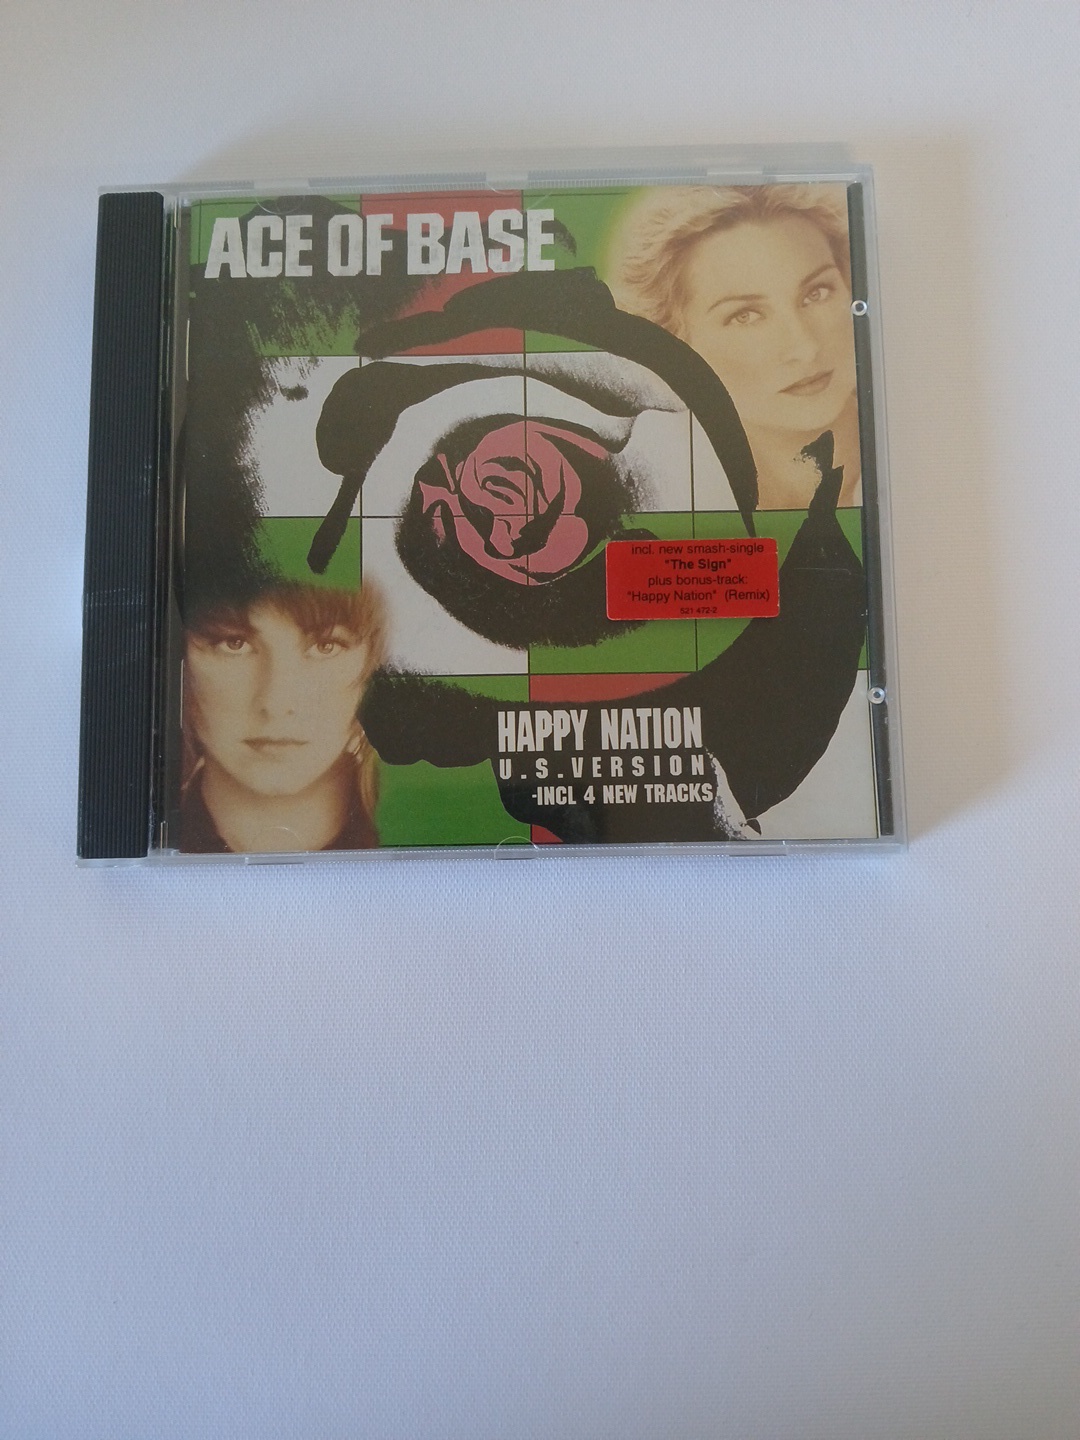 ACE OF BASE
incl. new smash-single
"The Sign"
plus bonus-track:
"Happy Nation" (Remix)
521 472-2
HAPPY NATION
U.S. VERSION
-INCL 4 NEW TRACKS